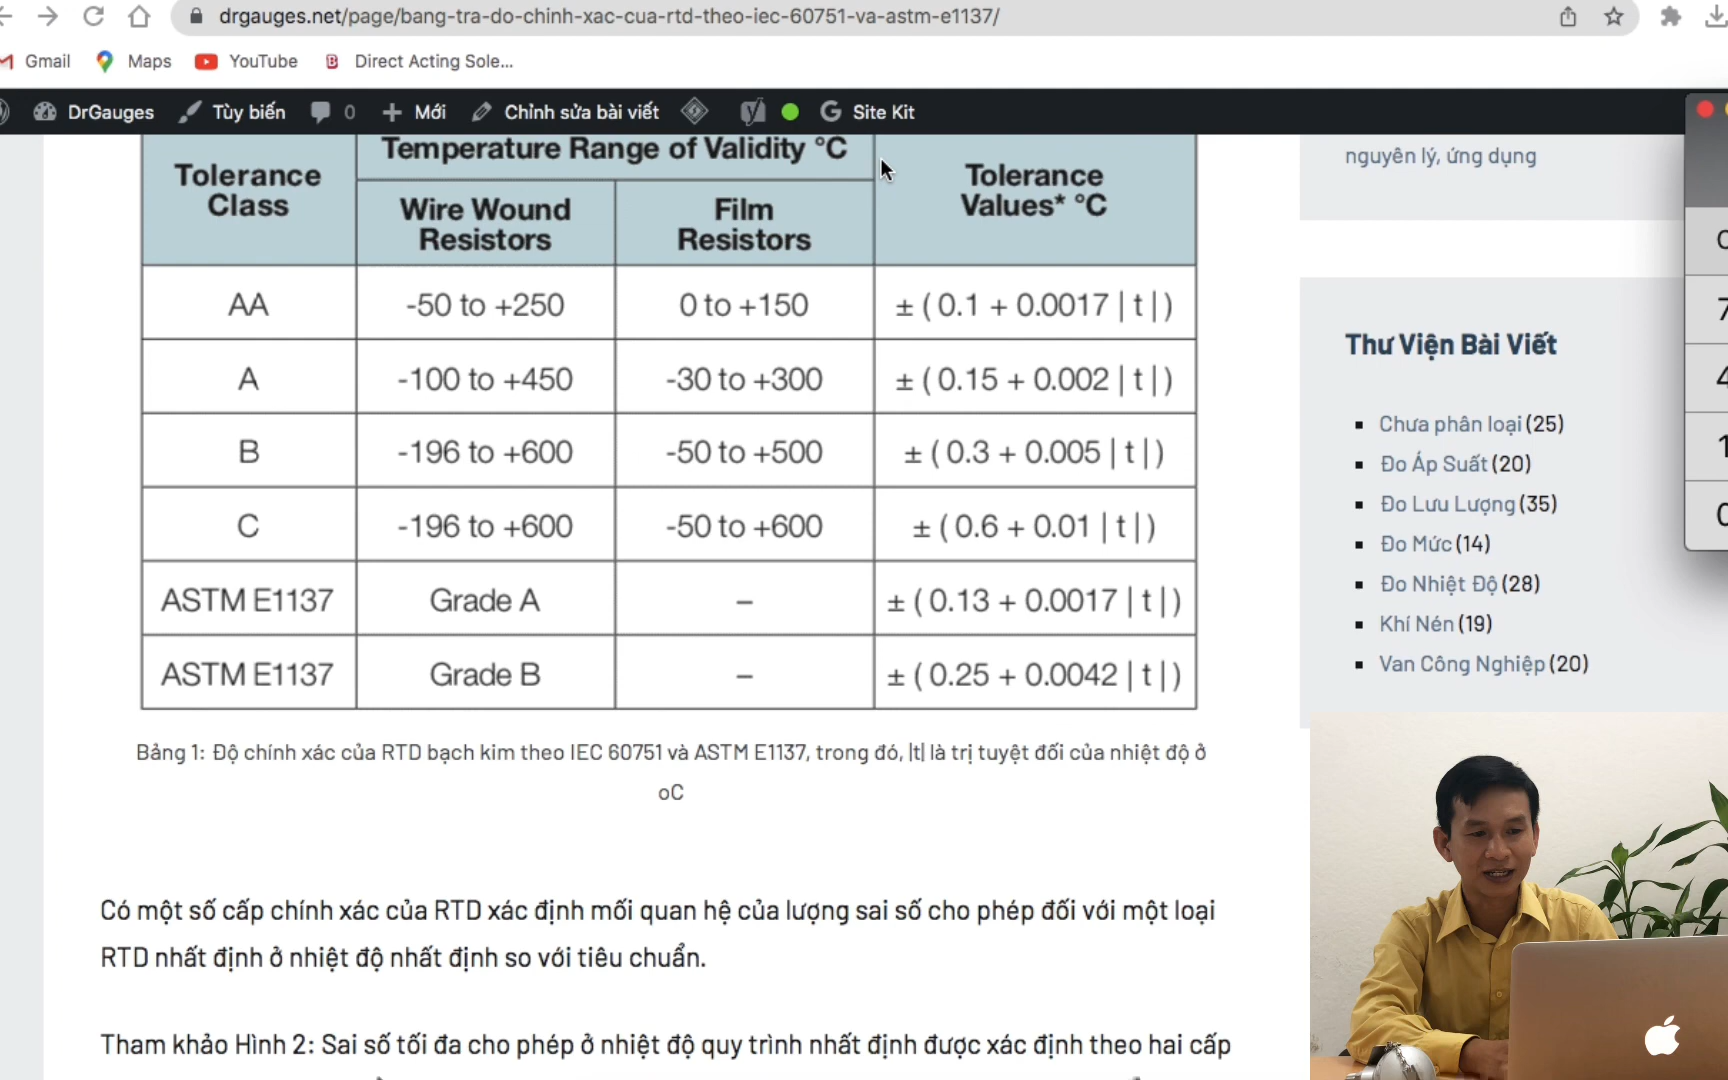 drgauges.net/page/bang-tra-do-chinh-xac-cua-rtd-theo-iec-60751-va-astm-e1137/
Gmail
Maps
YouTube
Direct Acting Sole...
DrGauges
Tùy biến
0
Mới
Chỉnh sửa bài viết
Site Kit
Tolerance
Class
Temperature Range of Validity °C
Wire Wound
Resistors
Film
Resistors
Tolerance
Values* °C
AA -50 to +250 0 to +150 ± ( 0.1 + 0.0017 | t | )
A -100 to +450 -30 to +300 ± ( 0.15 + 0.002 | t | )
B -196 to +600 -50 to +500 ± ( 0.3 + 0.005 | t | )
C -196 to +600 -50 to +600 ± ( 0.6 + 0.01 | t | )
ASTM E1137 Grade A – ± ( 0.13 + 0.0017 | t | )
ASTM E1137 Grade B – ± ( 0.25 + 0.0042 | t | )
Bảng 1: Độ chính xác của RTD bạch kim theo IEC 60751 và ASTM E1137, trong đó, |t| là trị tuyệt đối của nhiệt độ ở
oC
Có một số cấp chính xác của RTD xác định mối quan hệ của lượng sai số cho phép đối với một loại
RTD nhất định ở nhiệt độ nhất định so với tiêu chuẩn.
Tham khảo Hình 2: Sai số tối đa cho phép ở nhiệt độ quy trình nhất định được xác định theo hai cấp
nguyên lý, ứng dụng
Thư Viện Bài Viết
Chưa phân loại (25)
Đo Áp Suất (20)
Đo Lưu Lượng (35)
Đo Mức (14)
Đo Nhiệt Độ (28)
Khí Nén (19)
Van Công Nghiệp (20)